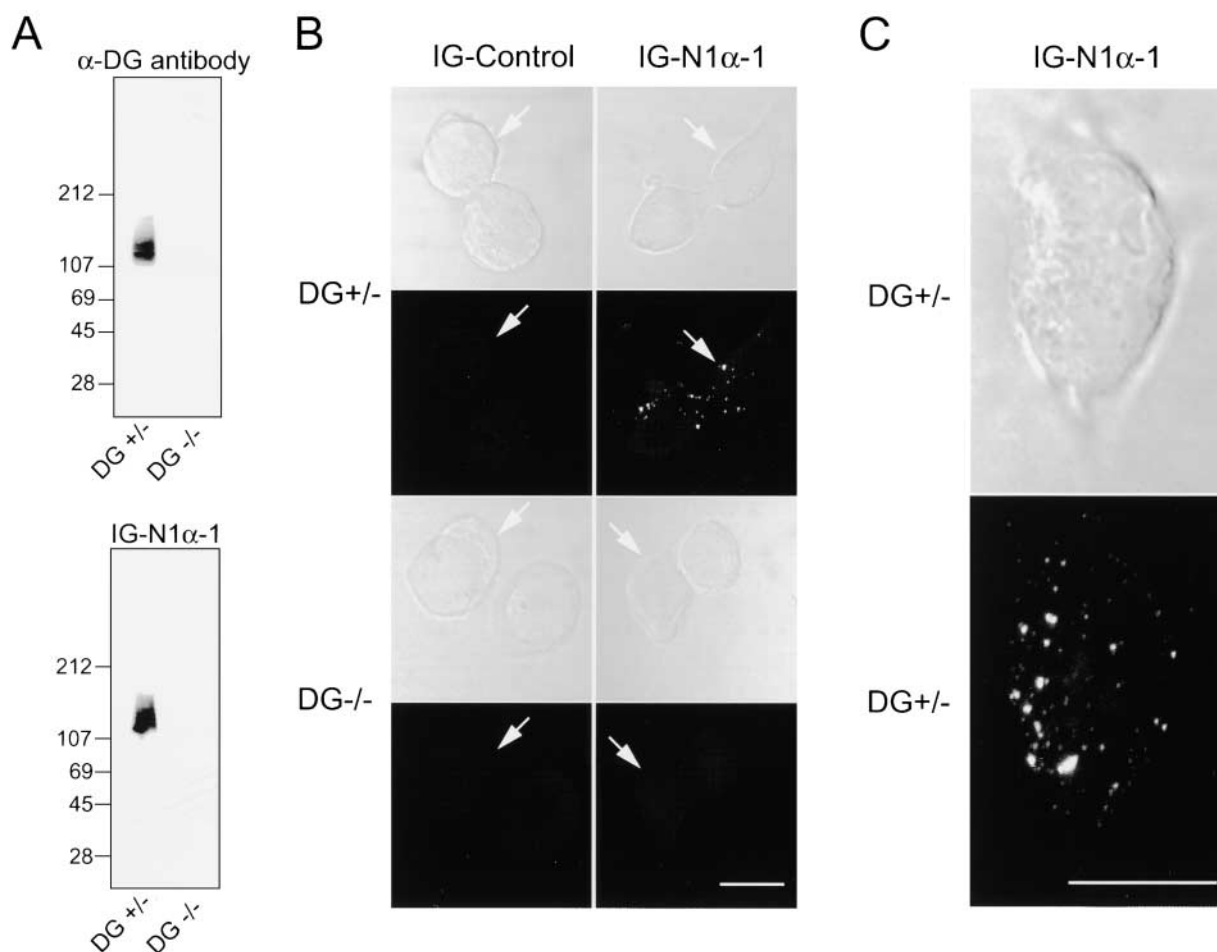 A
α-DG antibody
212
107
69
45
28
DG +/-
DG -/-
IG-N1α-1
212
107
69
45
28
DG +/-
DG -/-
B
IG-Control
IG-N1α-1
DG+/-
DG-/-
C
IG-N1α-1
DG+/-
DG+/-